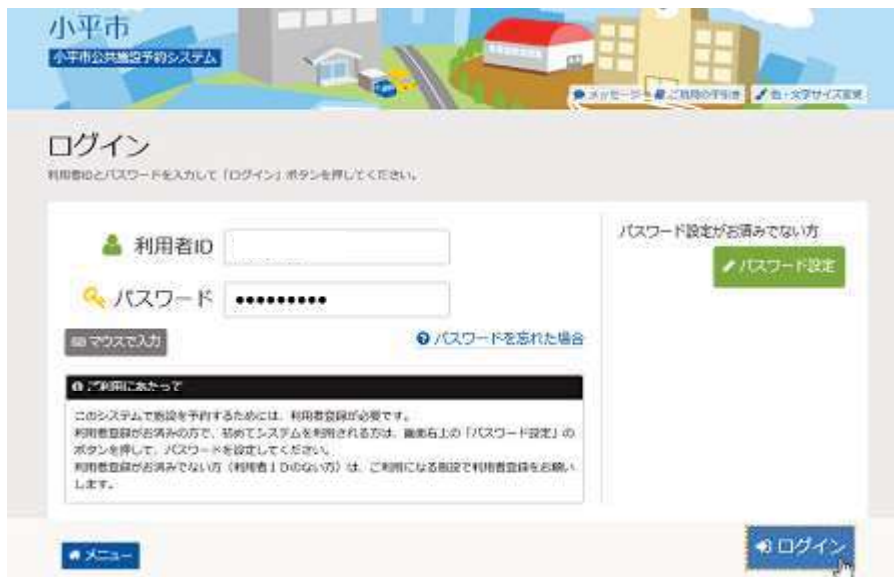 小平市
小平市公共施設予約システム
メッセージ ご利用の手引き 色・文字サイズ変更
ログイン
利用者IDとパスワードを入力して「ログイン」ボタンを押してください。
利用者ID
パスワード
マウスで入力
パスワードを忘れた場合
パスワード設定がお済みでない方
パスワード設定
ご利用にあたって
このシステムで施設を予約するためには、利用者登録が必要です。
利用者登録がお済みの方で、初めてシステムを利用される方は、画面右上の「パスワード設定」の
ボタンを押して、パスワードを設定してください。
利用者登録がお済みでない方（利用者IDのない方）は、ご利用になる施設で利用者登録をお願い
します。
メニュー
ログイン